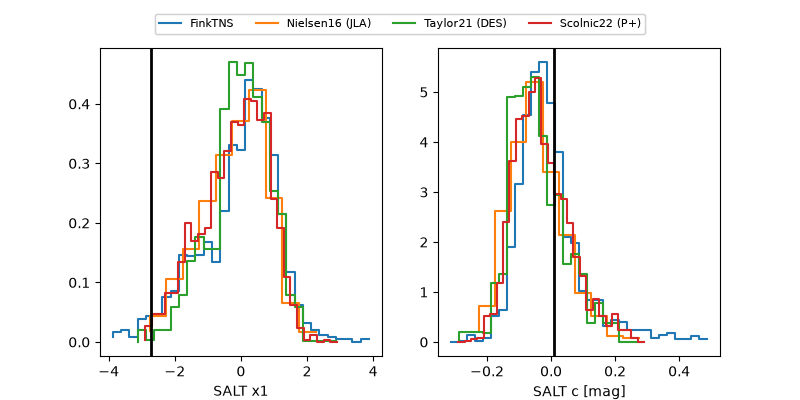 FinkTNS Nielsen16 (JLA) Taylor21 (DES) Scolnic22 (P+)
0.4
0.3
0.2
0.1
0.0
−4 −2 0 2 4
SALT x1
5
4
3
2
1
0
−0.2 0.0 0.2 0.4
SALT c [mag]